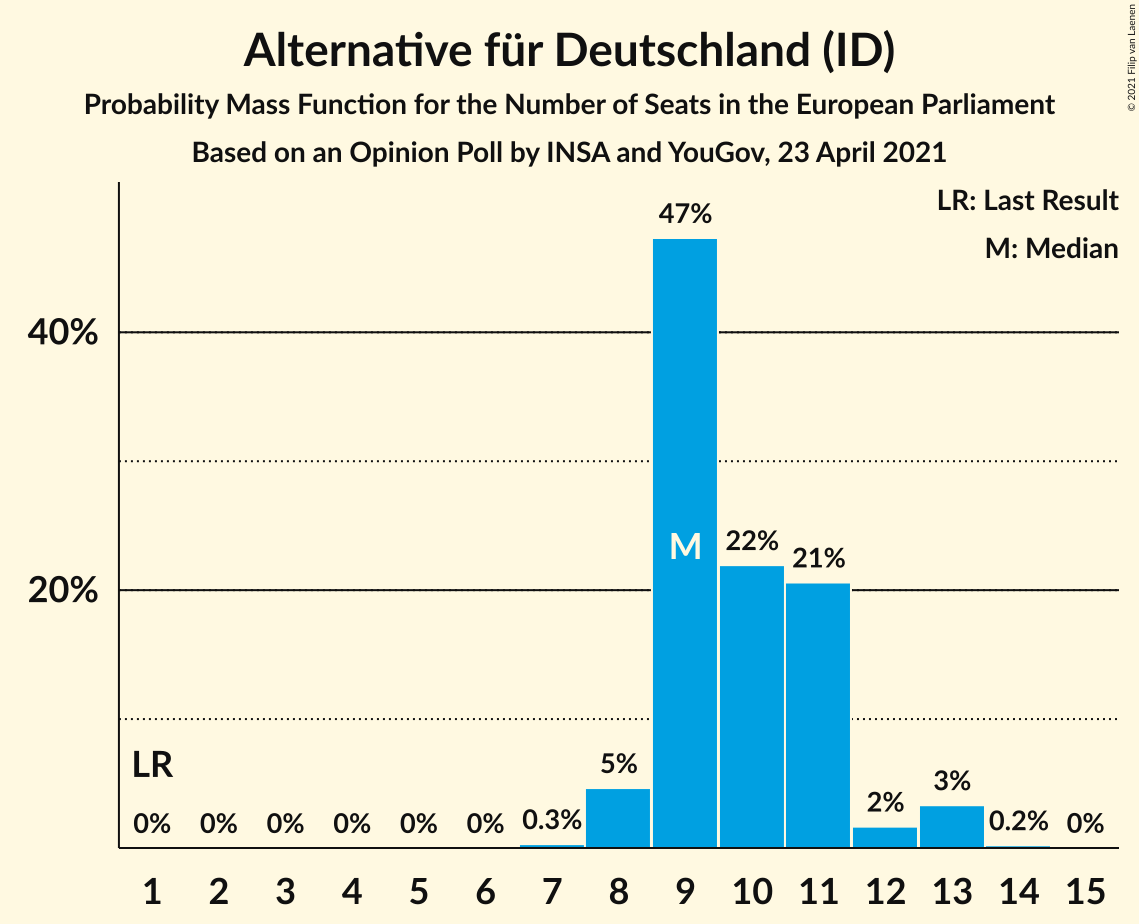 Alternative für Deutschland (ID)
Probability Mass Function for the Number of Seats in the European Parliament
Based on an Opinion Poll by INSA and YouGov, 23 April 2021
© 2021 Filip van Laenen
LR: Last Result
M: Median
47%
40%
M
22%
21%
20%
LR
5%
3%
2%
0%
0%
0%
0%
0%
0%
0.3%
0.2%
0%
1 2 3 4 5 6 7 8 9 10 11 12 13 14 15